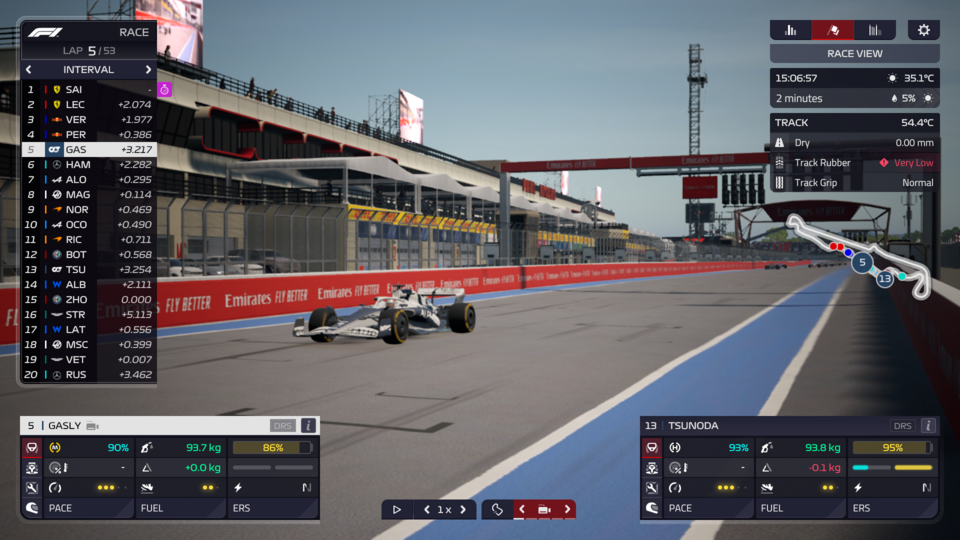 F1 RACE
LAP 5/53
INTERVAL
1 SAI -
2 LEC +2.074
3 VER +1.977
4 PER +0.386
5 GAS +3.217
6 HAM +2.282
7 ALO +0.295
8 MAG +0.114
9 NOR +0.469
10 OCO +0.490
11 RIC +0.711
12 BOT +0.568
13 TSU +3.254
14 ALB +2.111
15 ZHO 0.000
16 STR +5.113
17 LAT +0.556
18 MSC +0.399
19 VET +0.007
20 RUS +3.462
RACE VIEW
15:06:57 35.1°C
2 minutes 5%
TRACK 54.4°C
Dry 0.00 mm
Track Rubber Very Low
Track Grip Normal
5
13
Emirates FLY BETTER
FLY BETTER Emirates FLY BETTER Emirates FLY BETTER Emirates FLY BETTER
5 GASLY DRS i
M 90% 93.7 kg 86%
- +0.0 kg
N
PACE FUEL ERS
1x
13 TSUNODA DRS i
H 93% 93.8 kg 95%
- -0.1 kg
N
PACE FUEL ERS